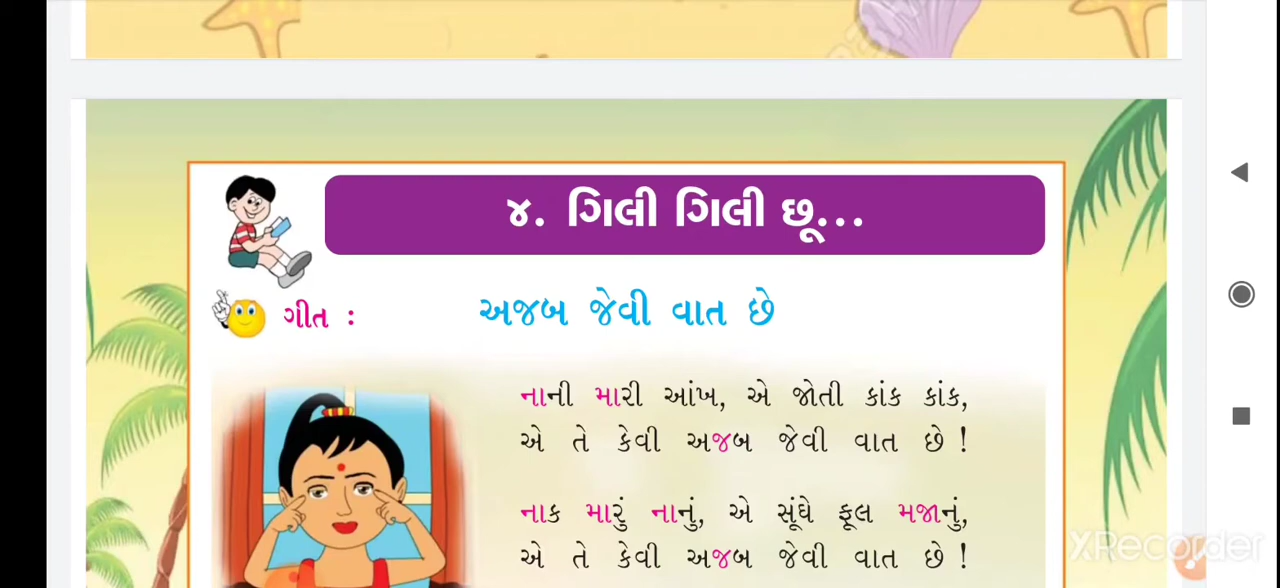 ૪. ગિલી ગિલી છૂ...
ગીત : અજબ જેવી વાત છે
નાની મારી આંખ, એ જોતી કાંક કાંક,
એ તે કેવી અજબ જેવી વાત છે !
નાક મારું નાનું, એ સૂંઘે ફૂલ મજાનું,
એ તે કેવી અજબ જેવી વાત છે !
XRecorder